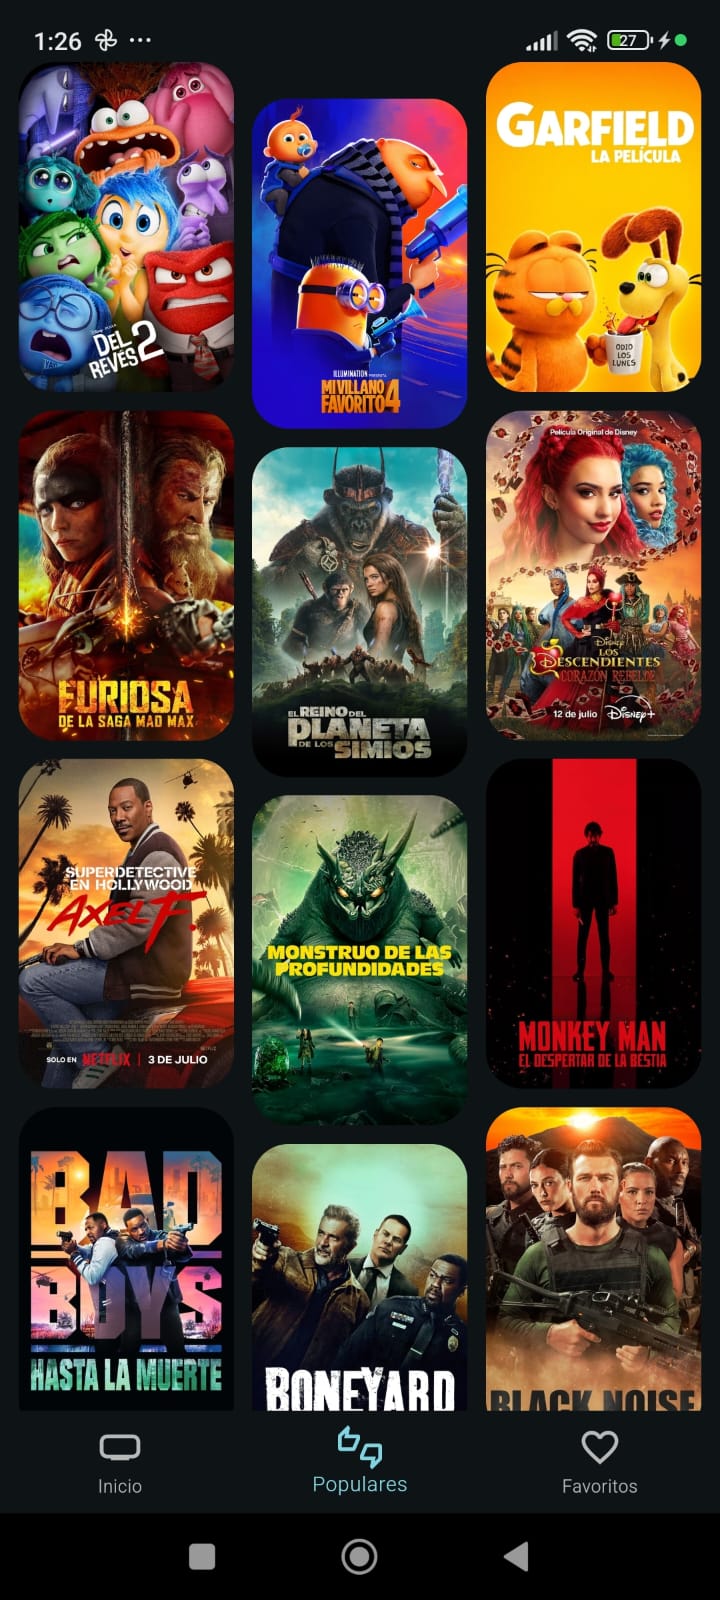 1:26
27
DISNEY · PIXAR
DEL
REVÉS 2
ILLUMINATION PRESENTA
MI VILLANO
FAVORITO 4
GARFIELD
LA PELÍCULA
ODIO
LOS
LUNES
FURIOSA
DE LA SAGA MAD MAX
EL REINO DEL
PLANETA
DE LOS SIMIOS
Película Original de Disney
Disney
LOS
DESCENDIENTES
CORAZÓN REBELDE
12 de julio Disney+
SUPERDETECTIVE
EN HOLLYWOOD
AXEL F.
SOLO EN NETFLIX | 3 DE JULIO
MONSTRUO DE LAS
PROFUNDIDADES
MONKEY MAN
EL DESPERTAR DE LA BESTIA
BAD
BOYS
HASTA LA MUERTE
BONEYARD
BLACK NOISE
Inicio
Populares
Favoritos